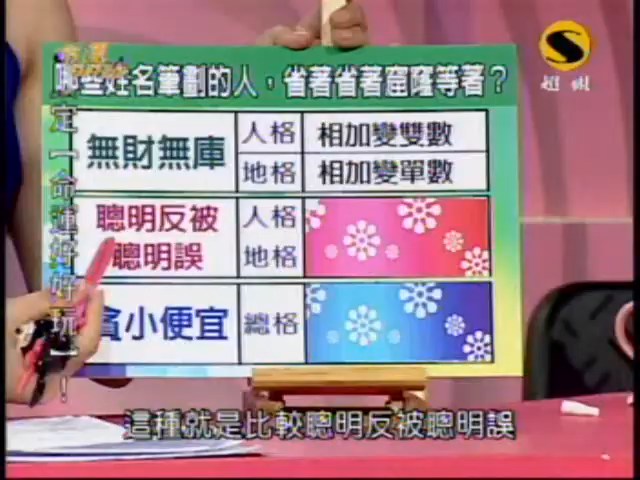 哪些姓名筆劃的人，省著省著窟窿等著？
無財無庫
人格
相加變雙數
地格
相加變單數
聰明反被
聰明誤
人格
地格
貪小便宜
總格
命運好好玩
超視
這種就是比較聰明反被聰明誤